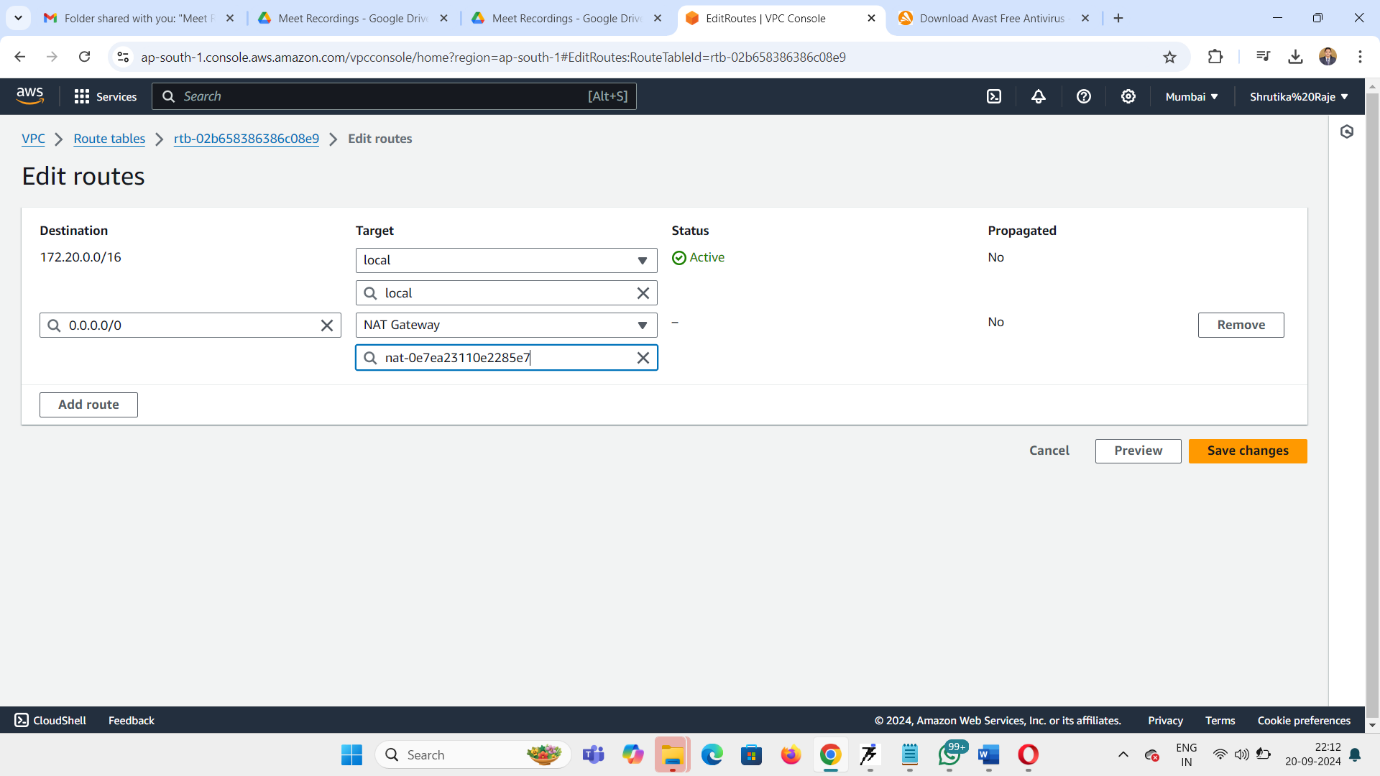 Folder shared with you: "Meet R
Meet Recordings - Google Drive
Meet Recordings - Google Drive
EditRoutes | VPC Console
Download Avast Free Antivirus
ap-south-1.console.aws.amazon.com/vpcconsole/home?region=ap-south-1#EditRoutes:RouteTableId=rtb-02b658386386c08e9
aws
Services
Search
[Alt+S]
Mumbai
Shrutika%20Raje
VPC
Route tables
rtb-02b658386386c08e9
Edit routes
Edit routes
Destination
Target
Status
Propagated
172.20.0.0/16
local
Active
No
local
0.0.0.0/0
NAT Gateway
–
No
Remove
nat-0e7ea23110e2285e7
Add route
Cancel
Preview
Save changes
CloudShell
Feedback
© 2024, Amazon Web Services, Inc. or its affiliates.
Privacy
Terms
Cookie preferences
Search
99+
ENG
IN
22:12
20-09-2024